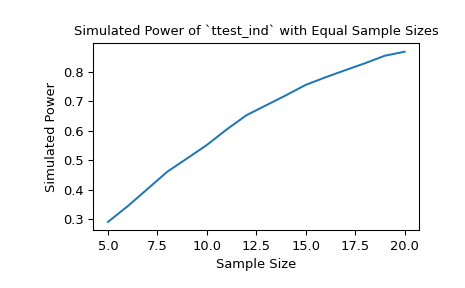 Simulated Power of `ttest_ind` with Equal Sample Sizes
Simulated Power
0.8
0.7
0.6
0.5
0.4
0.3
5.0 7.5 10.0 12.5 15.0 17.5 20.0
Sample Size